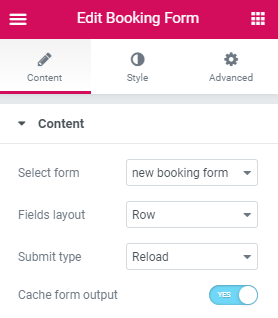 Edit Booking Form
Content Style Advanced
Content
Select form new booking form
Fields layout Row
Submit type Reload
Cache form output YES